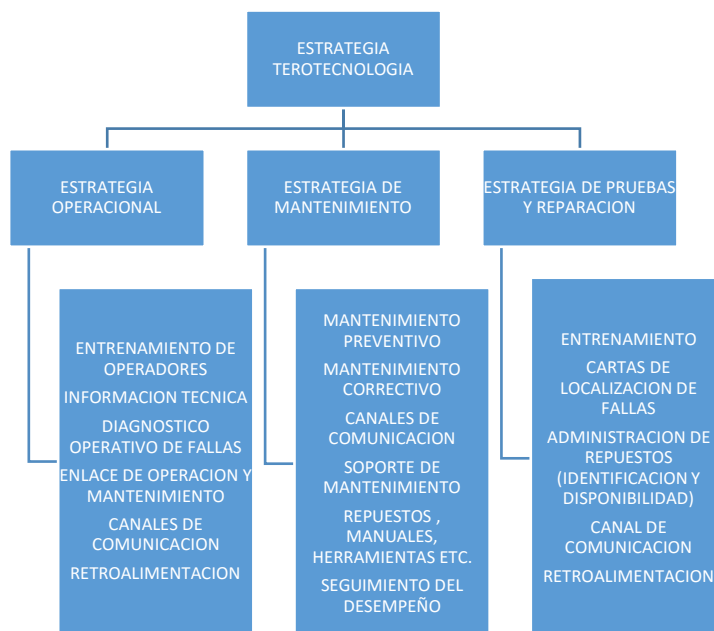 ESTRATEGIA
TEROTECNOLOGIA
ESTRATEGIA
OPERACIONAL
ENTRENAMIENTO DE
OPERADORES
INFORMACION TECNICA
DIAGNOSTICO
OPERATIVO DE FALLAS
ENLACE DE OPERACION Y
MANTENIMIENTO
CANALES DE
COMUNICACION
RETROALIMENTACION
ESTRATEGIA DE
MANTENIMIENTO
MANTENIMIENTO
PREVENTIVO
MANTENIMIENTO
CORRECTIVO
CANALES DE
COMUNICACION
SOPORTE DE
MANTENIMIENTO
REPUESTOS , 
MANUALES,
HERRAMIENTAS ETC.
SEGUIMIENTO DEL
DESEMPEÑO
ESTRATEGIA DE PRUEBAS
Y REPARACION
ENTRENAMIENTO
CARTAS DE
LOCALIZACION DE
FALLAS
ADMINISTRACION DE
REPUESTOS
(IDENTIFICACION Y
DISPONIBILIDAD)
CANAL DE
COMUNICACION
RETROALIMENTACION